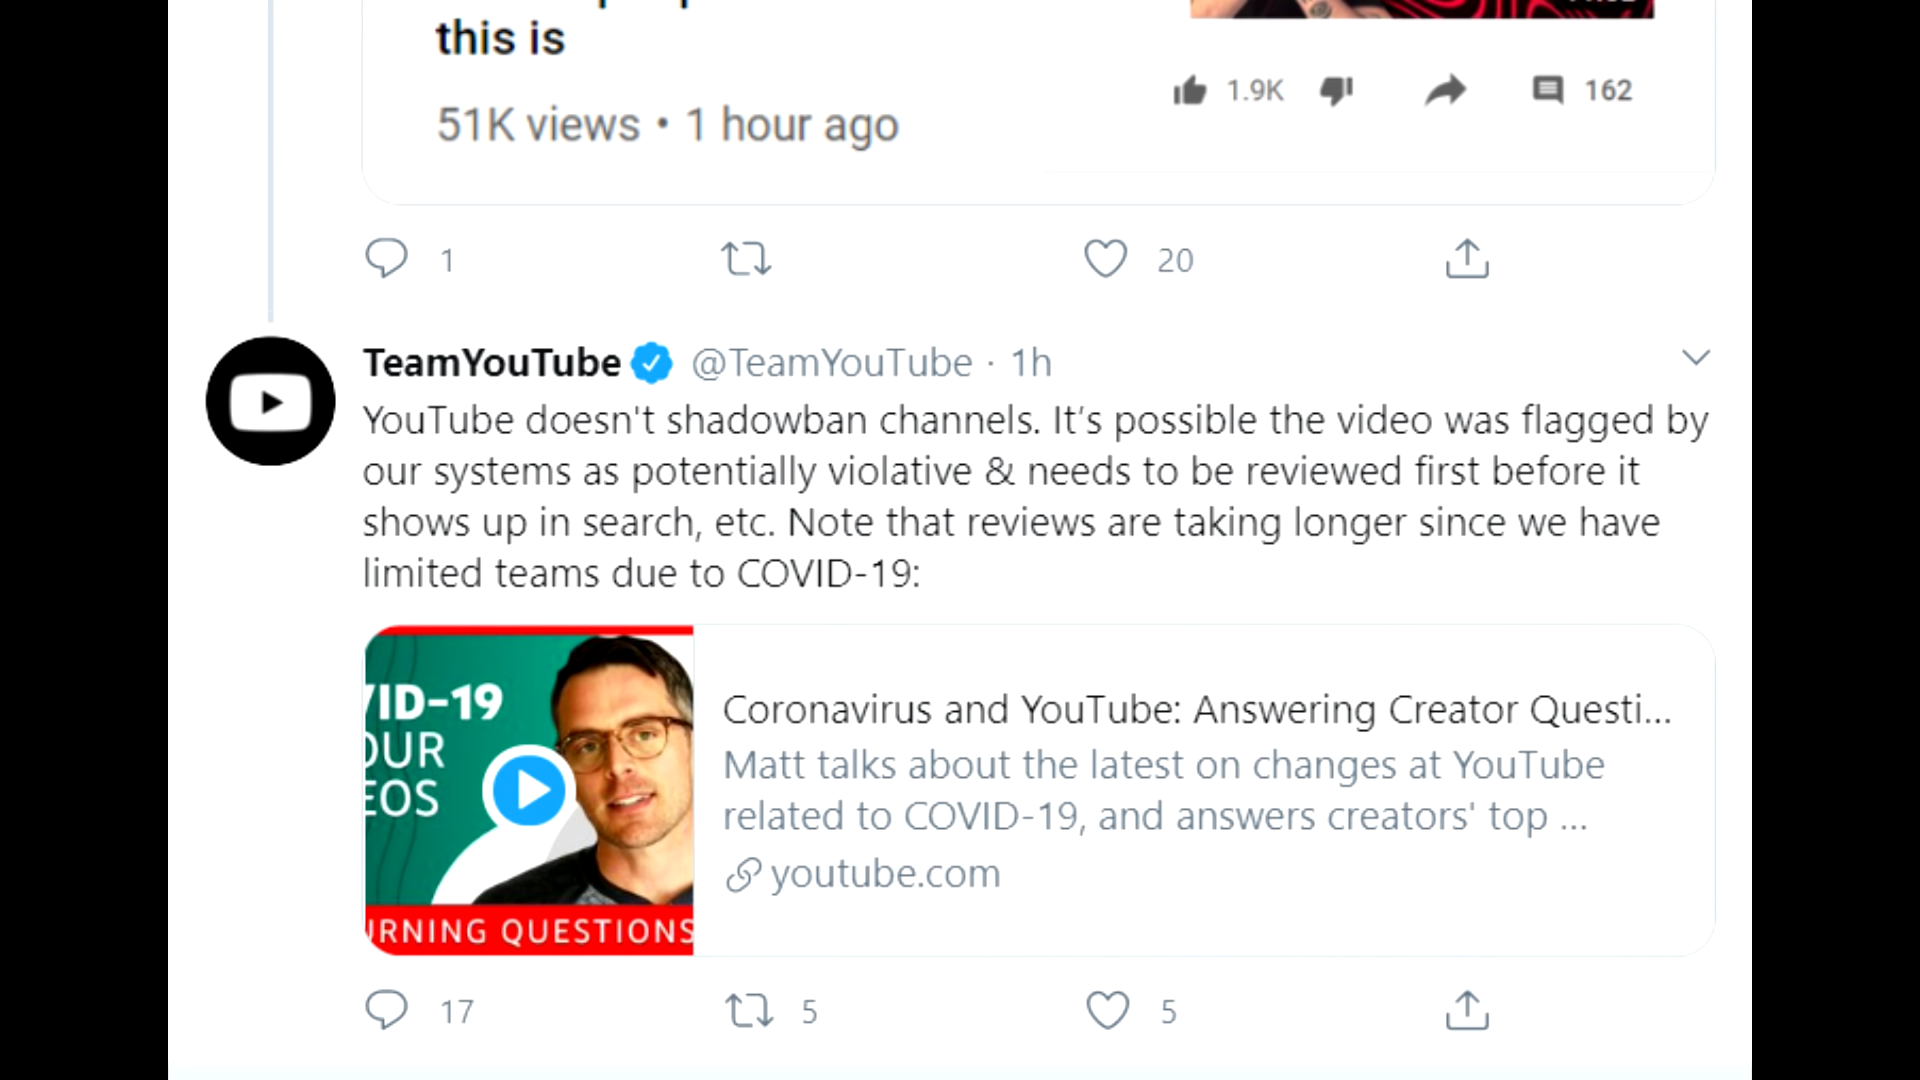 this is
51K views • 1 hour ago
1.9K
162
1
20
TeamYouTube @TeamYouTube · 1h
YouTube doesn't shadowban channels. It’s possible the video was flagged by
our systems as potentially violative & needs to be reviewed first before it
shows up in search, etc. Note that reviews are taking longer since we have
limited teams due to COVID-19:
VID-19
OUR
EOS
URNING QUESTIONS
Coronavirus and YouTube: Answering Creator Questi...
Matt talks about the latest on changes at YouTube
related to COVID-19, and answers creators' top ...
youtube.com
17
5
5